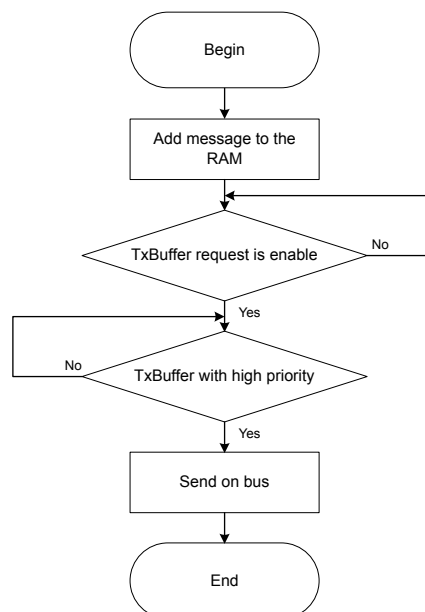 Begin
Add message to the
RAM
TxBuffer request is enable
No
Yes
No
TxBuffer with high priority
Yes
Send on bus
End